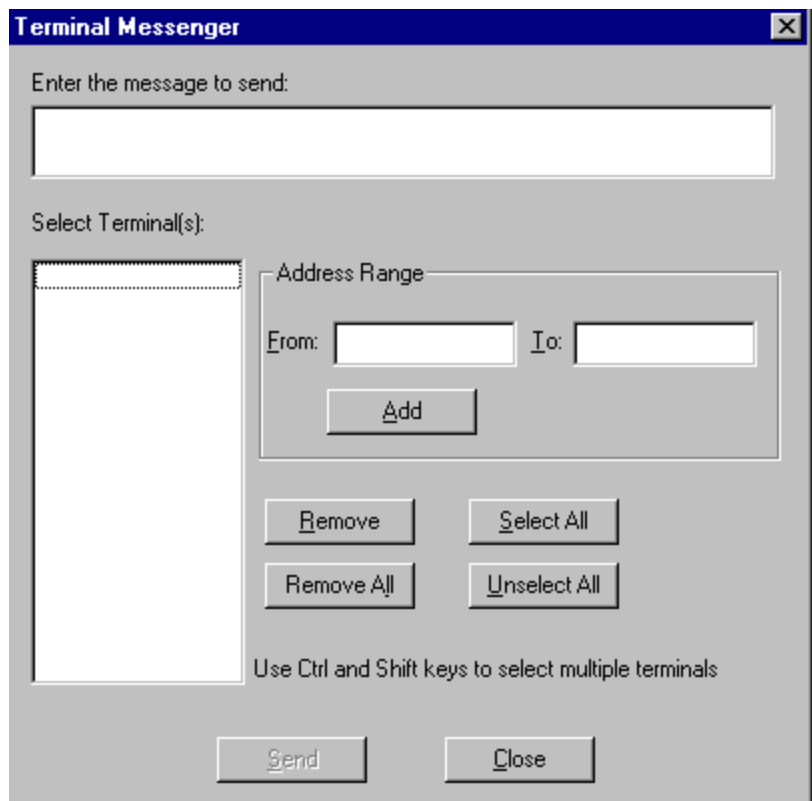 Terminal Messenger
Enter the message to send:
Select Terminal(s):
Address Range
From: To:
Add
Remove Select All
Remove All Unselect All
Use Ctrl and Shift keys to select multiple terminals
Send Close